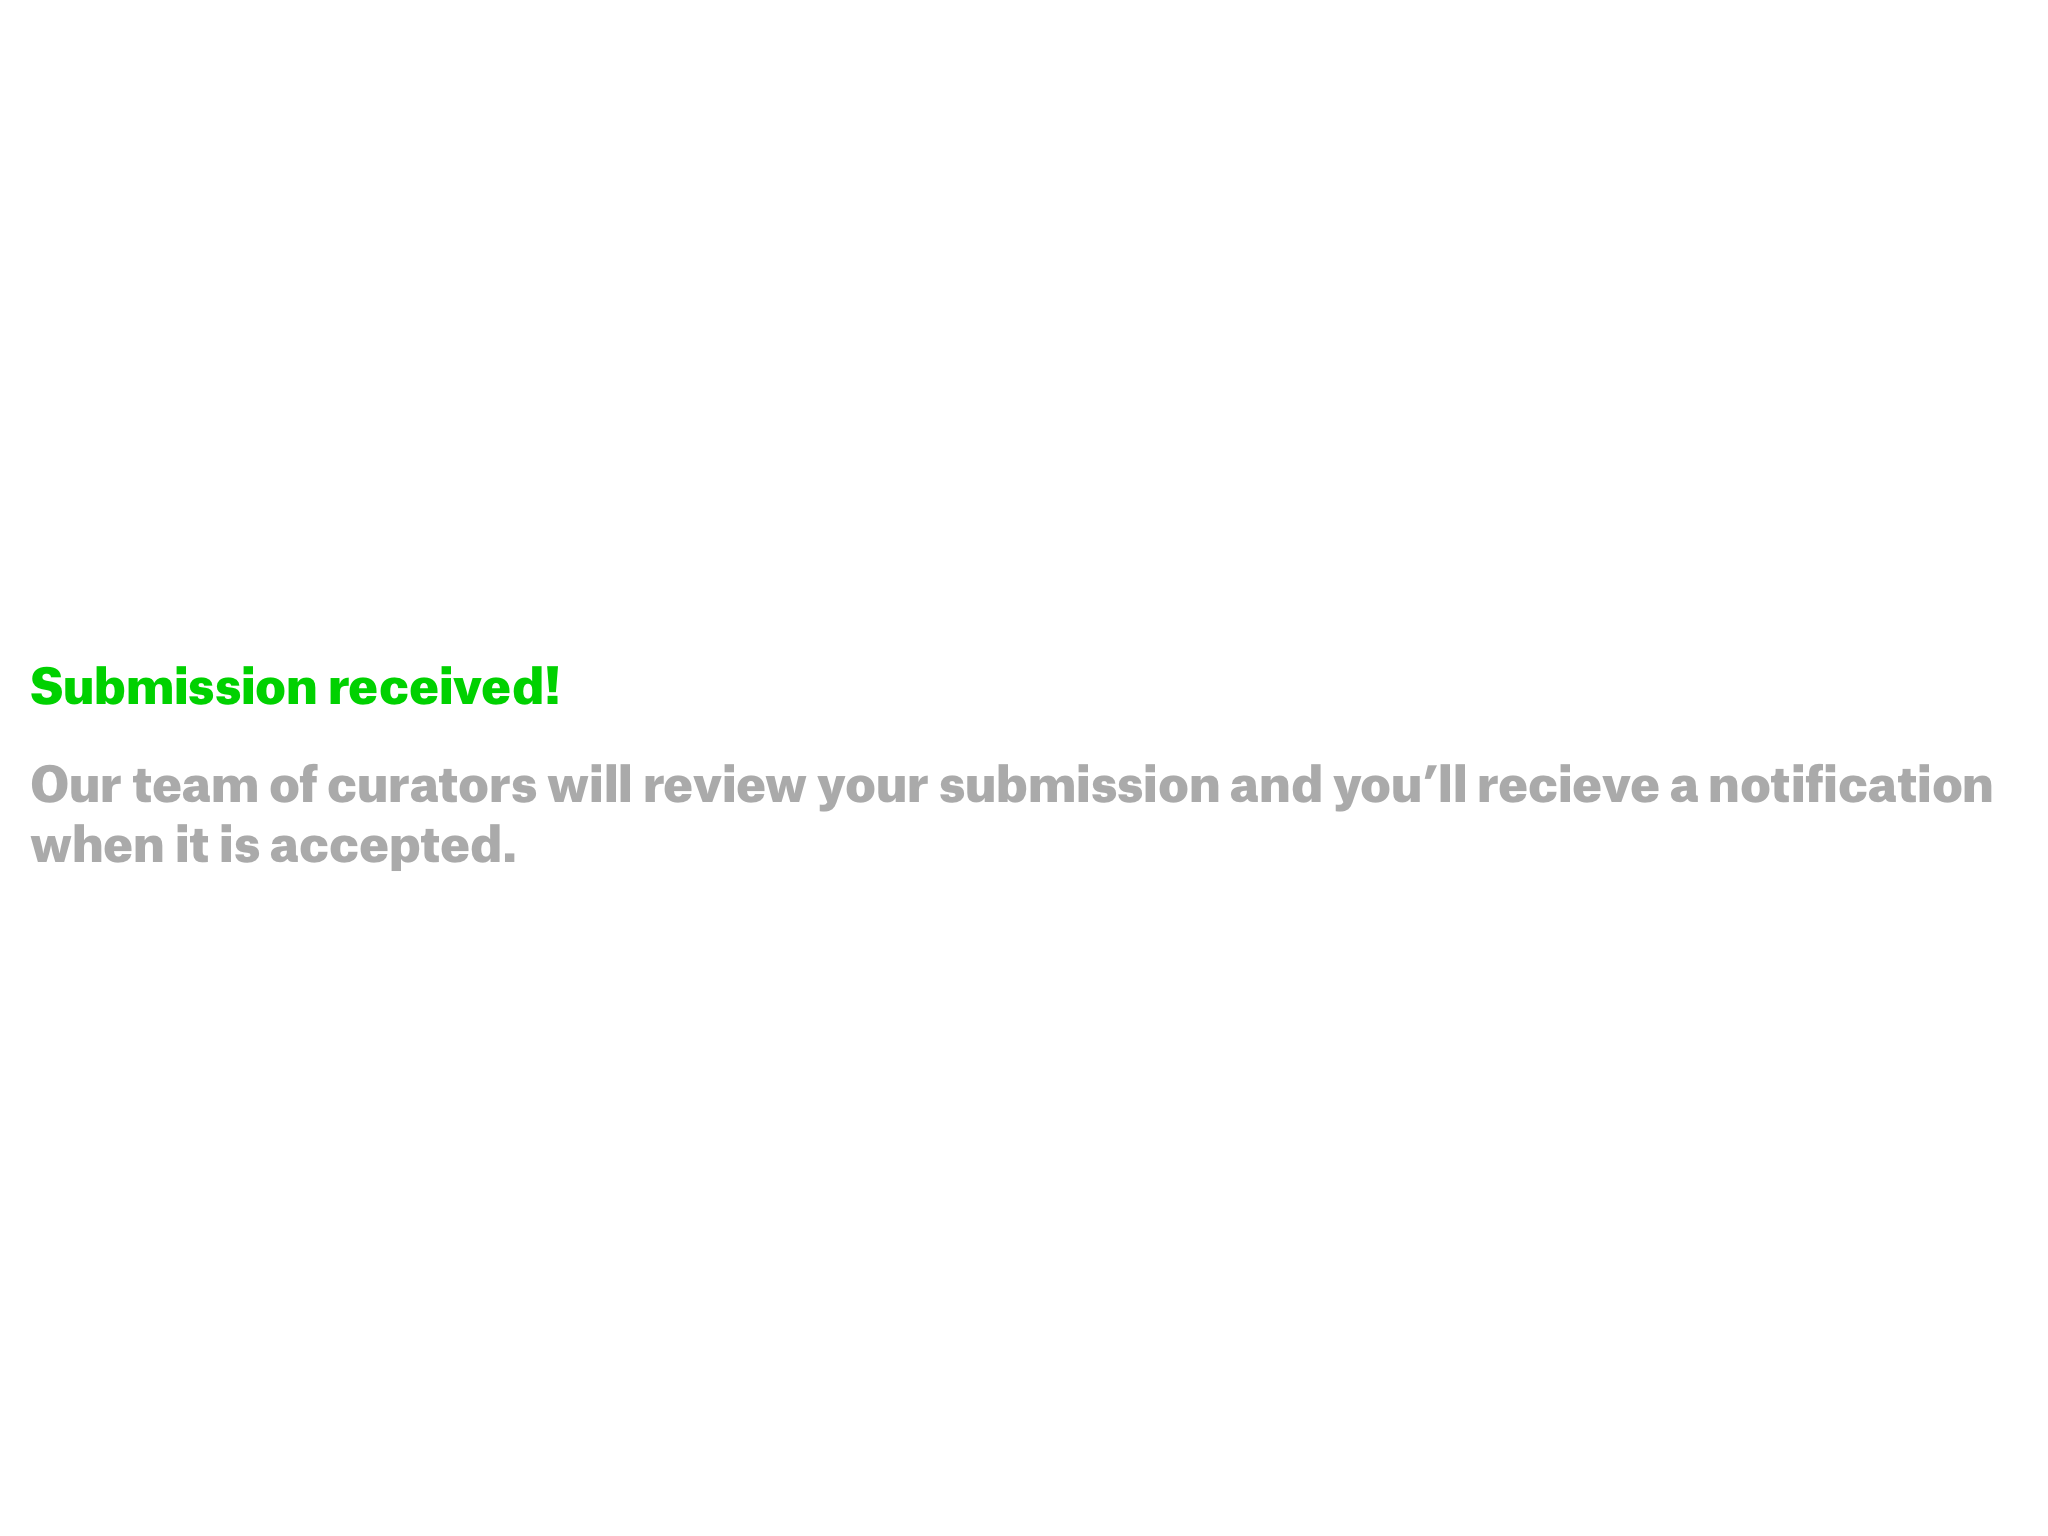 Submission received!
Our team of curators will review your submission and you’ll recieve a notification
when it is accepted.